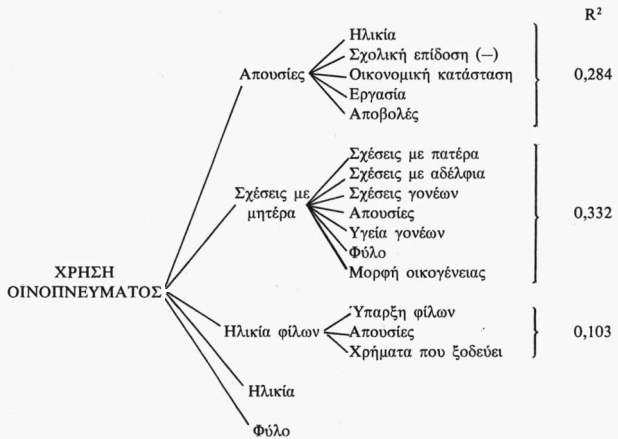 R²
Ηλικία
Σχολική επίδοση (–)
Απουσίες
Οικονομική κατάσταση
0,284
Εργασία
Αποβολές
Σχέσεις με πατέρα
Σχέσεις με αδέλφια
Σχέσεις με
μητέρα
Σχέσεις γονέων
Απουσίες
0,332
Υγεία γονέων
Φύλο
Μορφή οικογένειας
ΧΡΗΣΗ
ΟΙΝΟΠΝΕΥΜΑΤΟΣ
Ύπαρξη φίλων
Ηλικία φίλων
Απουσίες
0,103
Χρήματα που ξοδεύει
Ηλικία
Φύλο